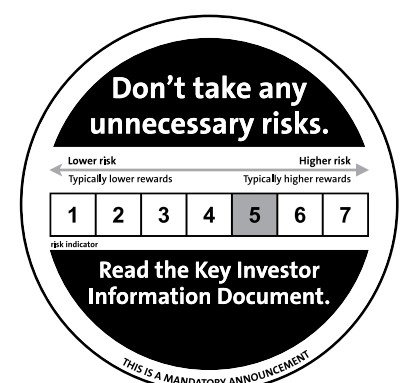 Don't take any
unnecessary risks.
Lower risk Higher risk
Typically lower rewards Typically higher rewards
1 2 3 4 5 6 7
risk indicator
Read the Key Investor
Information Document.
THIS IS A MANDATORY ANNOUNCEMENT